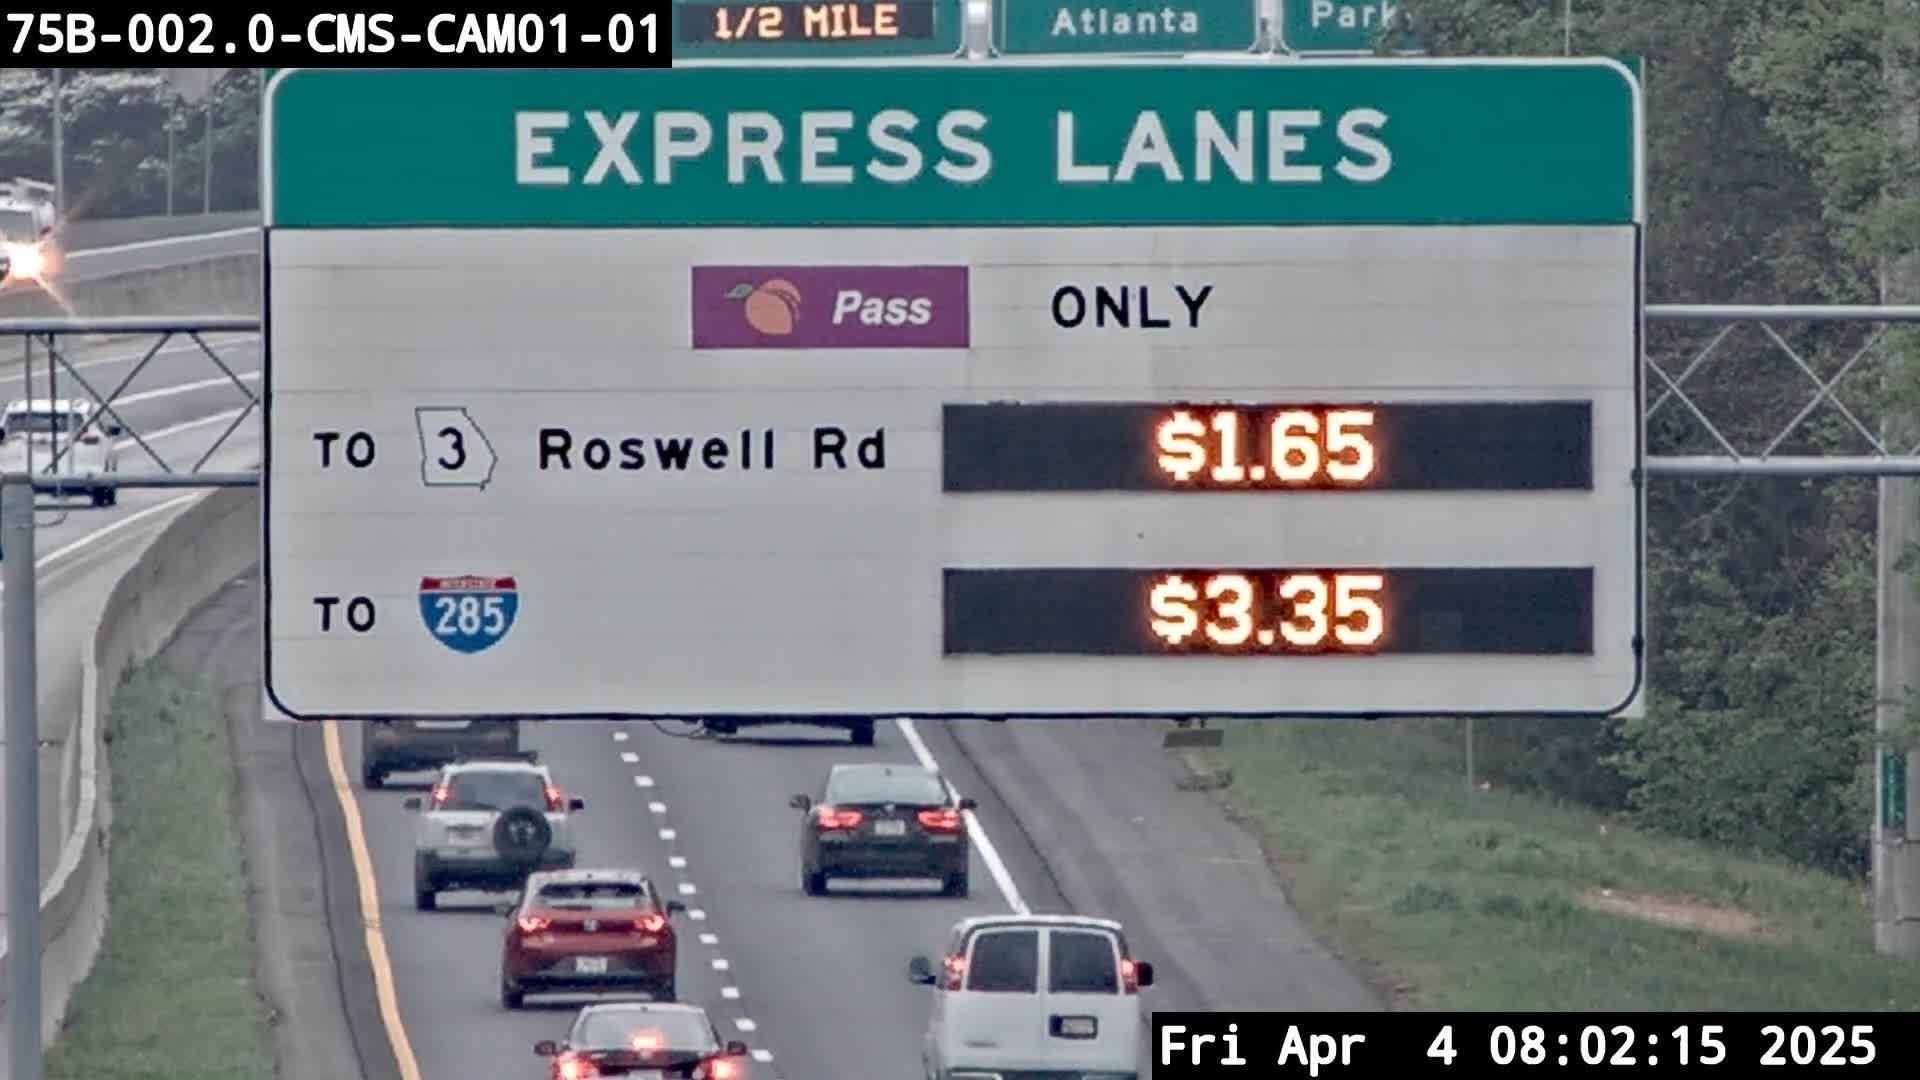 75B-002.0-CMS-CAM01-01
1/2 MILE
Atlanta
Park
EXPRESS LANES
Pass ONLY
TO 3 Roswell Rd $1.65
TO 285 $3.35
Fri Apr 4 08:02:15 2025